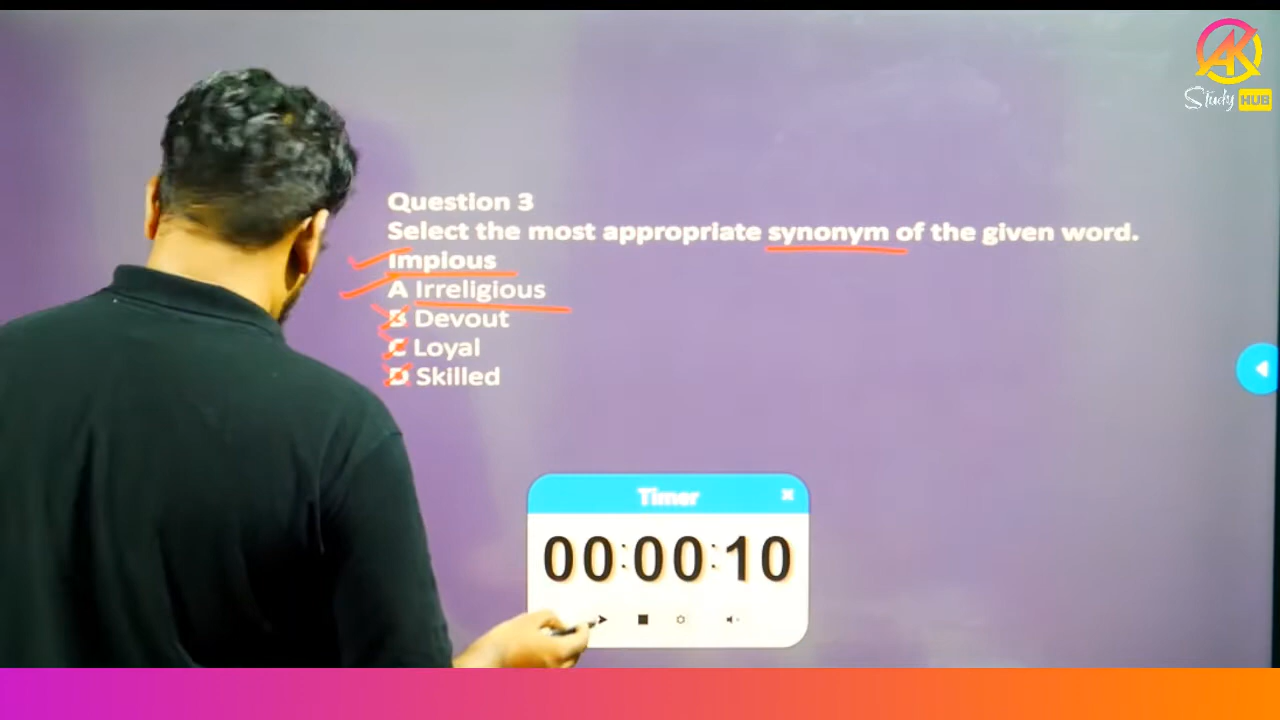 AK
Study HUB
Question 3
Select the most appropriate synonym of the given word.
Impious
A Irreligious
B Devout
C Loyal
D Skilled
Timer
00:00:10